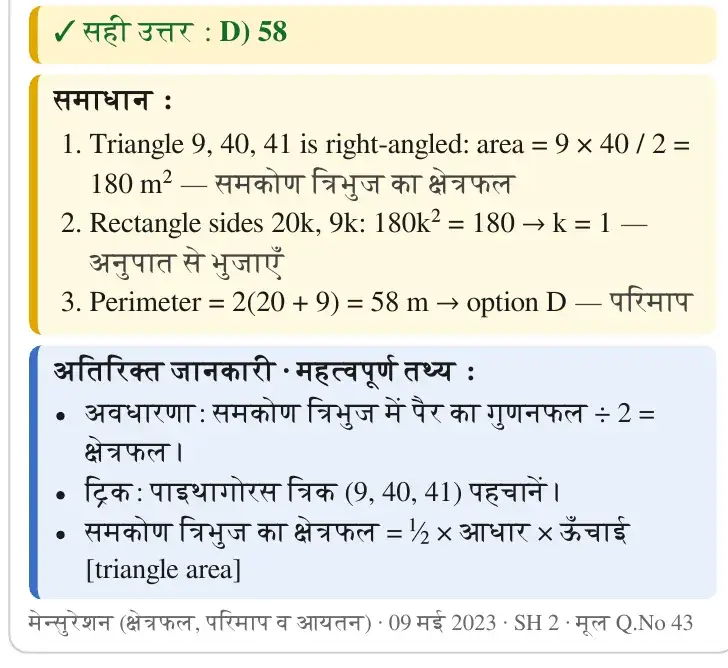 ✓ सही उत्तर : D) 58
समाधान :
1. Triangle 9, 40, 41 is right-angled: area = 9 × 40 / 2 =
180 m² — समकोण त्रिभुज का क्षेत्रफल
2. Rectangle sides 20k, 9k: 180k² = 180 → k = 1 —
अनुपात से भुजाएँ
3. Perimeter = 2(20 + 9) = 58 m → option D — परिमाप
अतिरिक्त जानकारी · महत्वपूर्ण तथ्य :
• अवधारणा : समकोण त्रिभुज में पैर का गुणनफल ÷ 2 =
क्षेत्रफल।
• ट्रिक : पाइथागोरस त्रिक (9, 40, 41) पहचानें।
• समकोण त्रिभुज का क्षेत्रफल = ½ × आधार × ऊँचाई
[triangle area]
मेन्सुरेशन (क्षेत्रफल, परिमाप व आयतन) · 09 मई 2023 · SH 2 · मूल Q.No 43